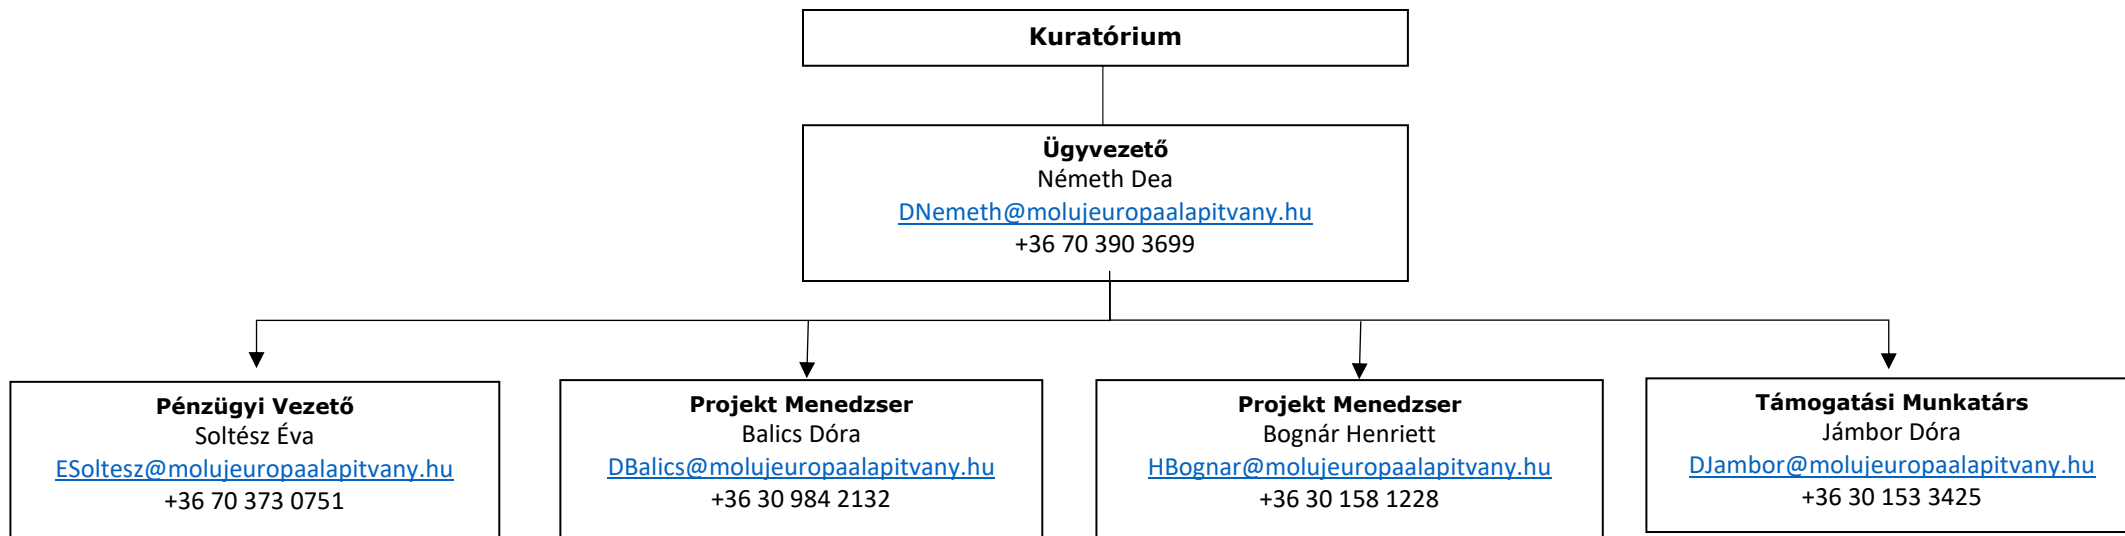 Kuratórium
Ügyvezető
Németh Dea
DNemeth@molujeuropaalapitvany.hu
+36 70 390 3699
Pénzügyi Vezető
Soltész Éva
ESoltesz@molujeuropaalapitvany.hu
+36 70 373 0751
Projekt Menedzser
Balics Dóra
DBalics@molujeuropaalapitvany.hu
+36 30 984 2132
Projekt Menedzser
Bognár Henriett
HBognar@molujeuropaalapitvany.hu
+36 30 158 1228
Támogatási Munkatárs
Jámbor Dóra
DJambor@molujeuropaalapitvany.hu
+36 30 153 3425